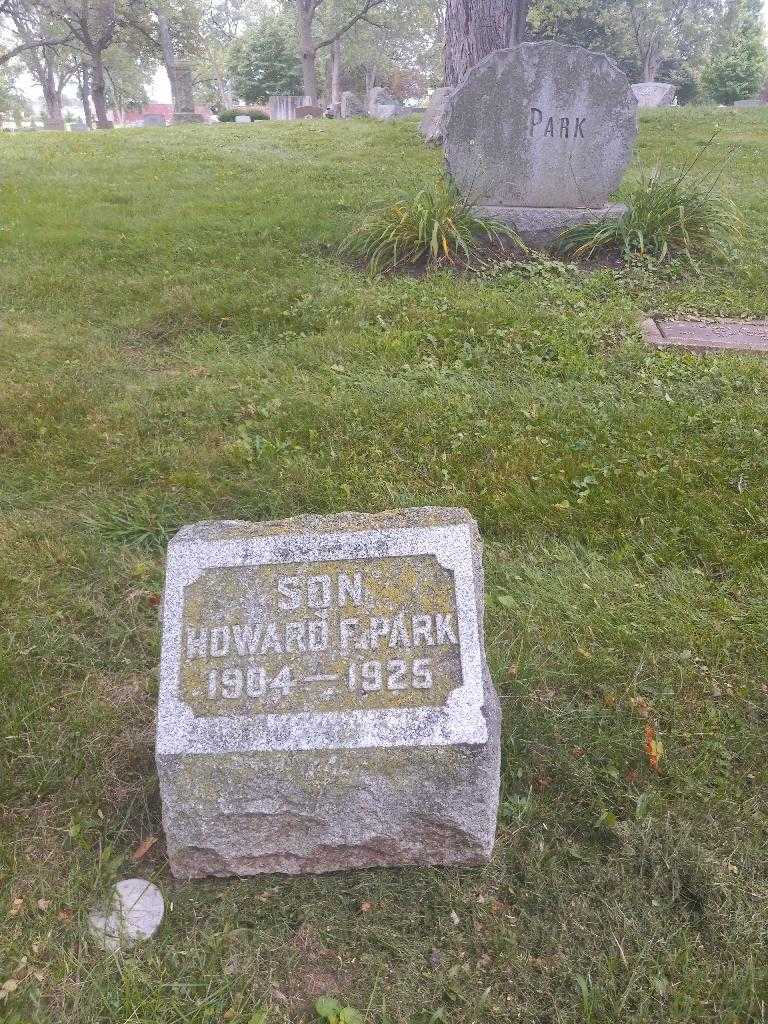 PARK
SON
HOWARD F. PARK
1904 — 1925